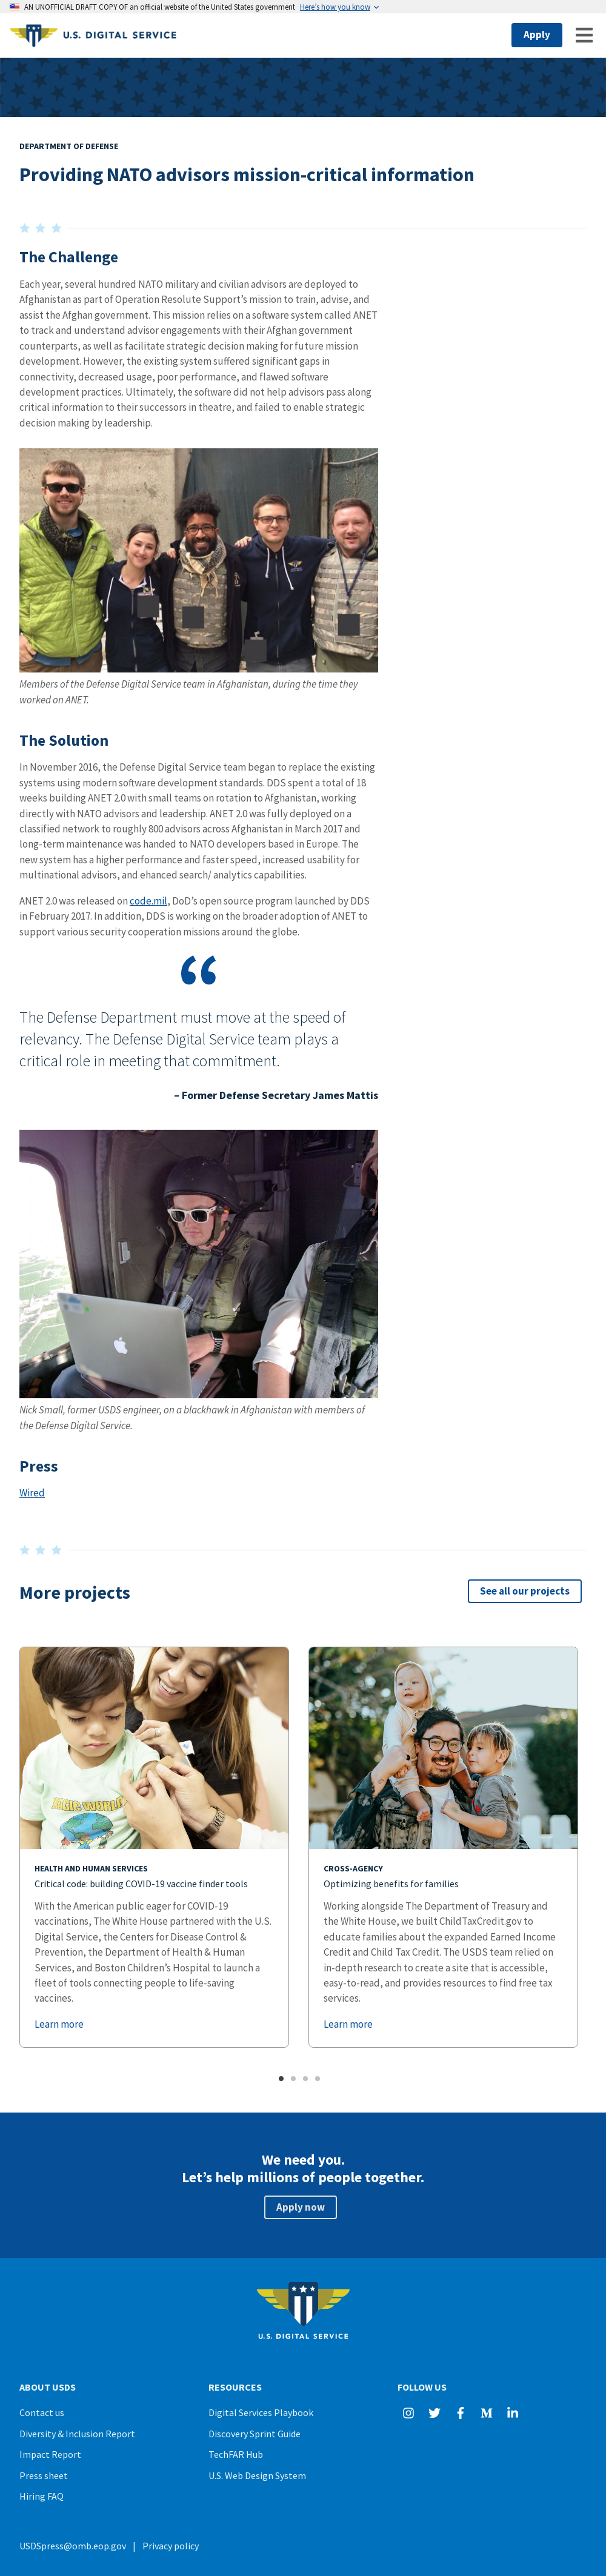 AN UNOFFICIAL DRAFT COPY OF an official website of the United States government Here's how you know
U.S. DIGITAL SERVICE
Apply
DEPARTMENT OF DEFENSE
Providing NATO advisors mission-critical information
The Challenge
Each year, several hundred NATO military and civilian advisors are deployed to
Afghanistan as part of Operation Resolute Support's mission to train, advise, and
assist the Afghan government. This mission relies on a software system called ANET
to track and understand advisor engagements with their Afghan government
counterparts, as well as facilitate strategic decision making for future mission
development. However, the existing system suffered significant gaps in
connectivity, decreased usage, poor performance, and flawed software
development practices. Ultimately, the software did not help advisors pass along
critical information to their successors in theatre, and failed to enable strategic
decision making by leadership.
Members of the Defense Digital Service team in Afghanistan, during the time they
worked on ANET.
The Solution
In November 2016, the Defense Digital Service team began to replace the existing
systems using modern software development standards. DDS spent a total of 18
weeks building ANET 2.0 with small teams on rotation to Afghanistan, working
directly with NATO advisors and leadership. ANET 2.0 was fully deployed on a
classified network to roughly 800 advisors across Afghanistan in March 2017 and
long-term maintenance was handed to NATO developers based in Europe. The
new system has a higher performance and faster speed, increased usability for
multinational advisors, and ehanced search/ analytics capabilities.
ANET 2.0 was released on code.mil, DoD's open source program launched by DDS
in February 2017. In addition, DDS is working on the broader adoption of ANET to
support various security cooperation missions around the globe.
“
The Defense Department must move at the speed of
relevancy. The Defense Digital Service team plays a
critical role in meeting that commitment.
– Former Defense Secretary James Mattis
Nick Small, former USDS engineer, on a blackhawk in Afghanistan with members of
the Defense Digital Service.
Press
Wired
More projects
See all our projects
HEALTH AND HUMAN SERVICES
Critical code: building COVID-19 vaccine finder tools
With the American public eager for COVID-19
vaccinations, The White House partnered with the U.S.
Digital Service, the Centers for Disease Control &
Prevention, the Department of Health & Human
Services, and Boston Children's Hospital to launch a
fleet of tools connecting people to life-saving
vaccines.
Learn more
CROSS-AGENCY
Optimizing benefits for families
Working alongside The Department of Treasury and
the White House, we built ChildTaxCredit.gov to
educate families about the expanded Earned Income
Credit and Child Tax Credit. The USDS team relied on
in-depth research to create a site that is accessible,
easy-to-read, and provides resources to find free tax
services.
Learn more
We need you.
Let's help millions of people together.
Apply now
U.S. DIGITAL SERVICE
ABOUT USDS
Contact us
Diversity & Inclusion Report
Impact Report
Press sheet
Hiring FAQ
RESOURCES
Digital Services Playbook
Discovery Sprint Guide
TechFAR Hub
U.S. Web Design System
FOLLOW US
USDSpress@omb.eop.gov | Privacy policy